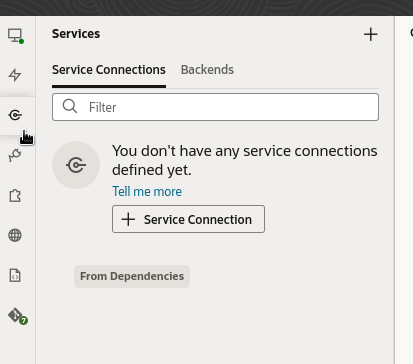 Services
Service Connections
Backends
Filter
You don't have any service connections
defined yet.
Tell me more
Service Connection
From Dependencies
7